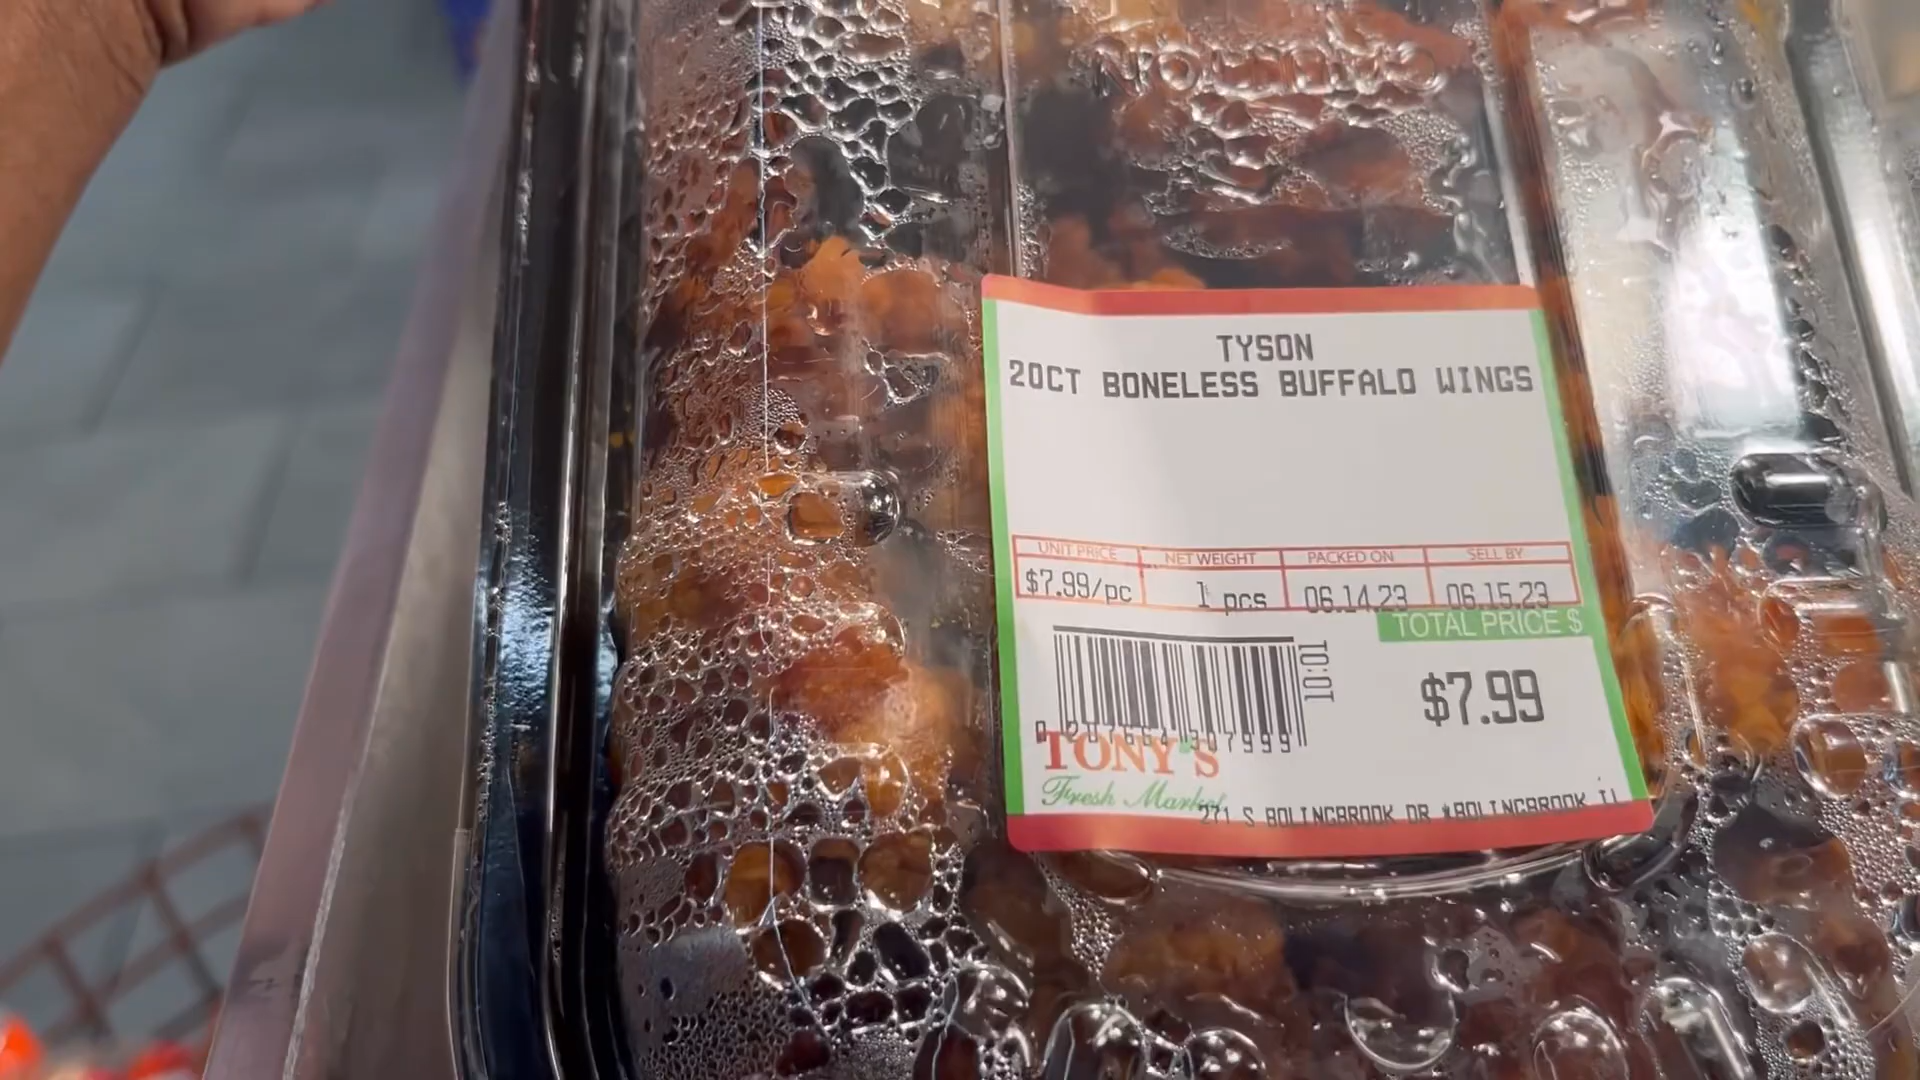 TYSON
20CT BONELESS BUFFALO WINGS
UNIT PRICE NET WEIGHT PACKED ON SELL BY
$7.99/pc 1 pcs 06.14.23 06.15.23
TOTAL PRICE $
$7.99
10:01
TONY'S
Fresh Market
271 S BOLINGBROOK DR *BOLINGBROOK IL